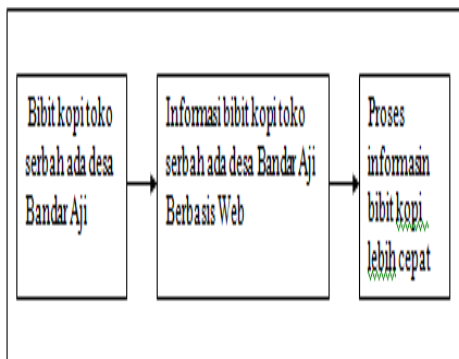 Bibit kopi toko
serbah ada desa
Bandar Aji
Informasi bibit kopi toko
serbah ada desa Bandar Aji
Berbasis Web
Proses
informasin
bibit kopi
lebih cepat